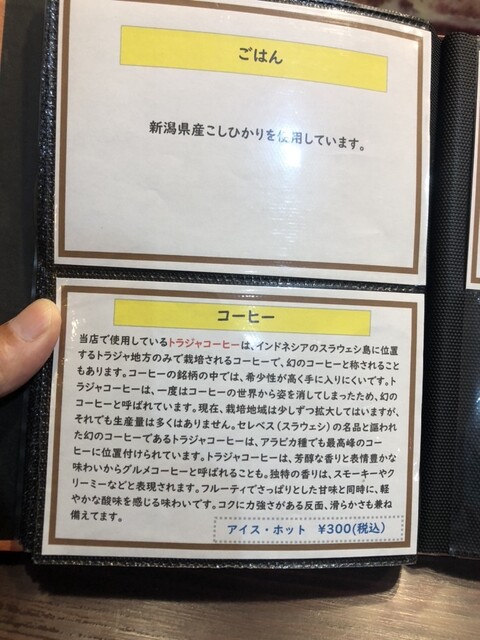 ごはん
新潟県産こしひかりを使用しています。
コーヒー
当店で使用しているトラジャコーヒーは、インドネシアのスラウェシ島に位置
するトラジャ地方のみで栽培されるコーヒーで、幻のコーヒーと称されること
もあります。コーヒーの銘柄の中では、希少性が高く手に入りにくいです。ト
ラジャコーヒーは、一度はコーヒーの世界から姿を消してしまったため、幻の
コーヒーと呼ばれています。現在、栽培地域は少しずつ拡大してはいますが、
それでも生産量は多くはありません。セレベス(スラウェシ)の名品と謳われ
た幻のコーヒーであるトラジャコーヒーは、アラビカ種でも最高峰のコー
ヒーに位置付けられています。トラジャコーヒーは、芳醇な香りと表情豊かな
味わいからグルメコーヒーと呼ばれることも。独特の香りは、スモーキーやク
リーミーなどと表現されます。フルーティでさっぱりとした甘味と同時に、軽
やかな酸味を感じる味わいです。コクに力強さがある反面、滑らかさも兼ね
備えてます。
アイス・ホット ¥300(税込)